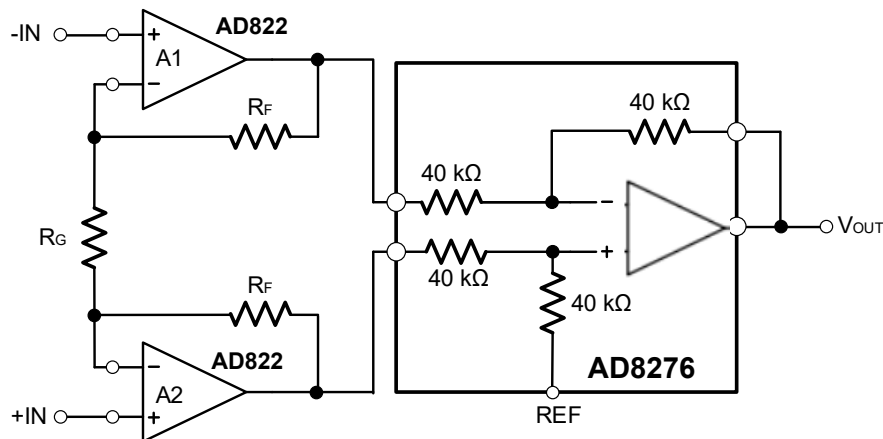 -IN
+
A1
−
AD822
RF
RG
RF
−
A2
+
AD822
+IN
40 kΩ
40 kΩ
−
+
40 kΩ
40 kΩ
AD8276
REF
VOUT